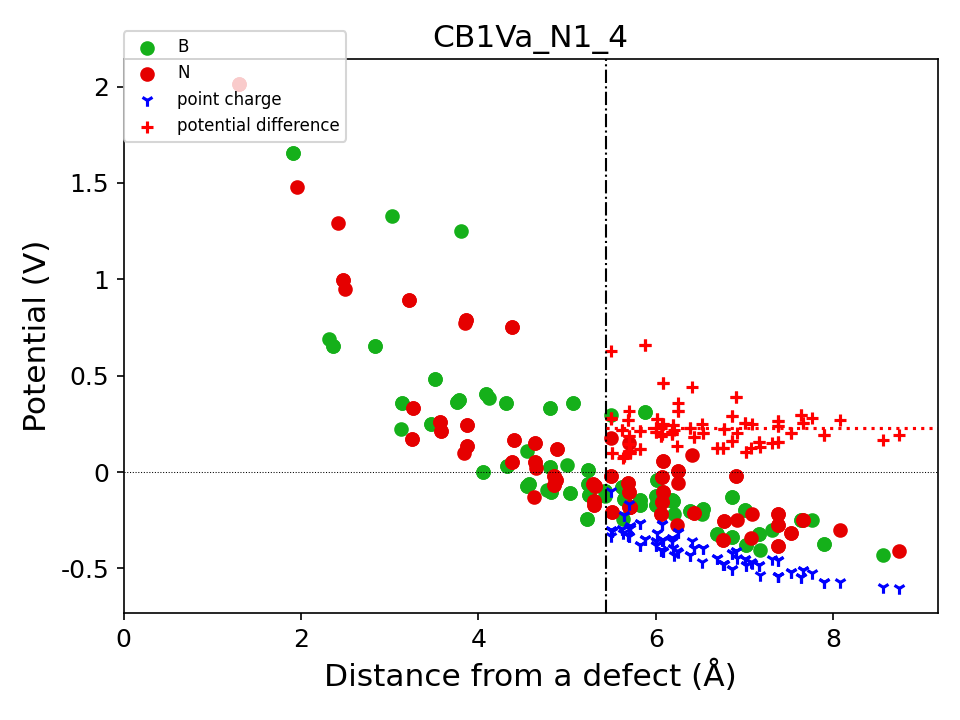 CB1Va_N1_4
B
N
point charge
potential difference
2
1.5
1
0.5
0
-0.5
Potential (V)
0
2
4
6
8
Distance from a defect (Å)